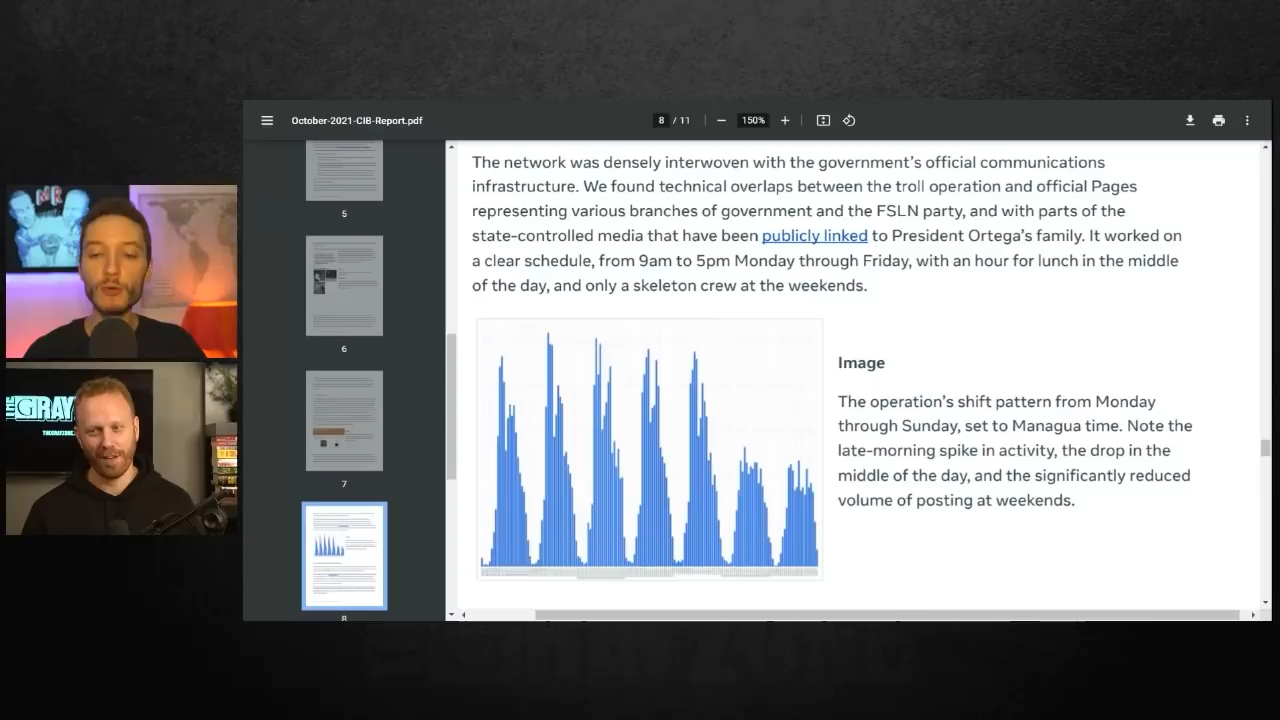 October-2021-CIB-Report.pdf
8 / 11
150%
5
6
7
8
The network was densely interwoven with the government's official communications
infrastructure. We found technical overlaps between the troll operation and official Pages
representing various branches of government and the FSLN party, and with parts of the
state-controlled media that have been publicly linked to President Ortega's family. It worked on
a clear schedule, from 9am to 5pm Monday through Friday, with an hour for lunch in the middle
of the day, and only a skeleton crew at the weekends.
Image
The operation's shift pattern from Monday
through Sunday, set to Managua time. Note the
late-morning spike in activity, the drop in the
middle of the day, and the significantly reduced
volume of posting at weekends.
MR
THE GRAY